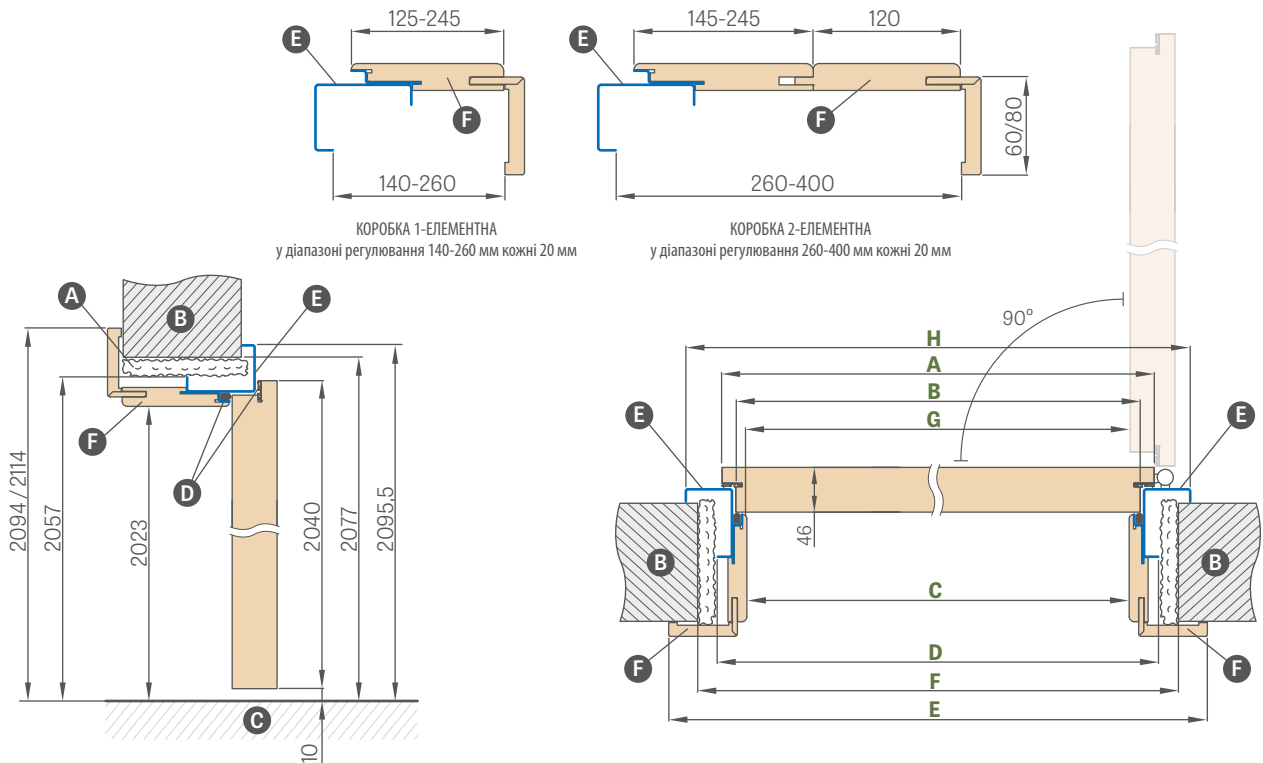 125-245
145-245
120
E
E
F
F
60/80
140-260
260-400
КОРОБКА 1-ЕЛЕМЕНТНА
у діапазоні регулювання 140-260 мм кожні 20 мм
КОРОБКА 2-ЕЛЕМЕНТНА
у діапазоні регулювання 260-400 мм кожні 20 мм
A
B
E
F
D
2094 / 2114
2057
2023
2040
2077
2095,5
C
10
90°
H
A
B
G
E
E
46
B
B
C
F
F
D
F
E